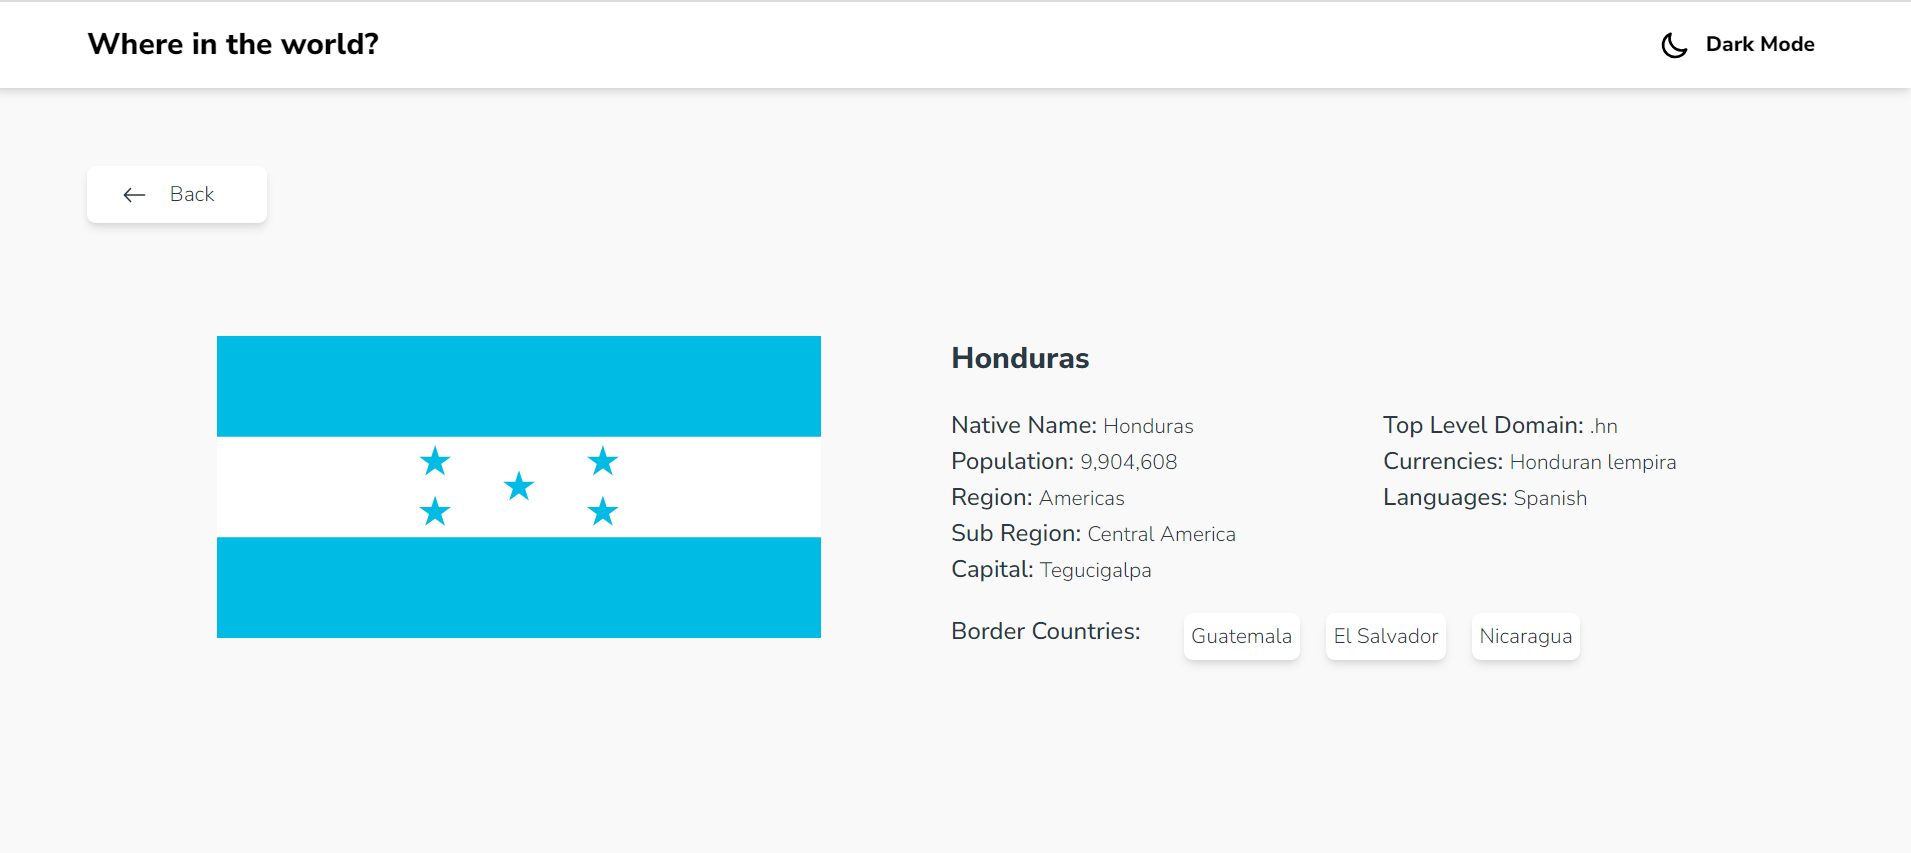 Where in the world?
Dark Mode
Back
Honduras
Native Name: Honduras
Population: 9,904,608
Region: Americas
Sub Region: Central America
Capital: Tegucigalpa
Top Level Domain: .hn
Currencies: Honduran lempira
Languages: Spanish
Border Countries: Guatemala El Salvador Nicaragua